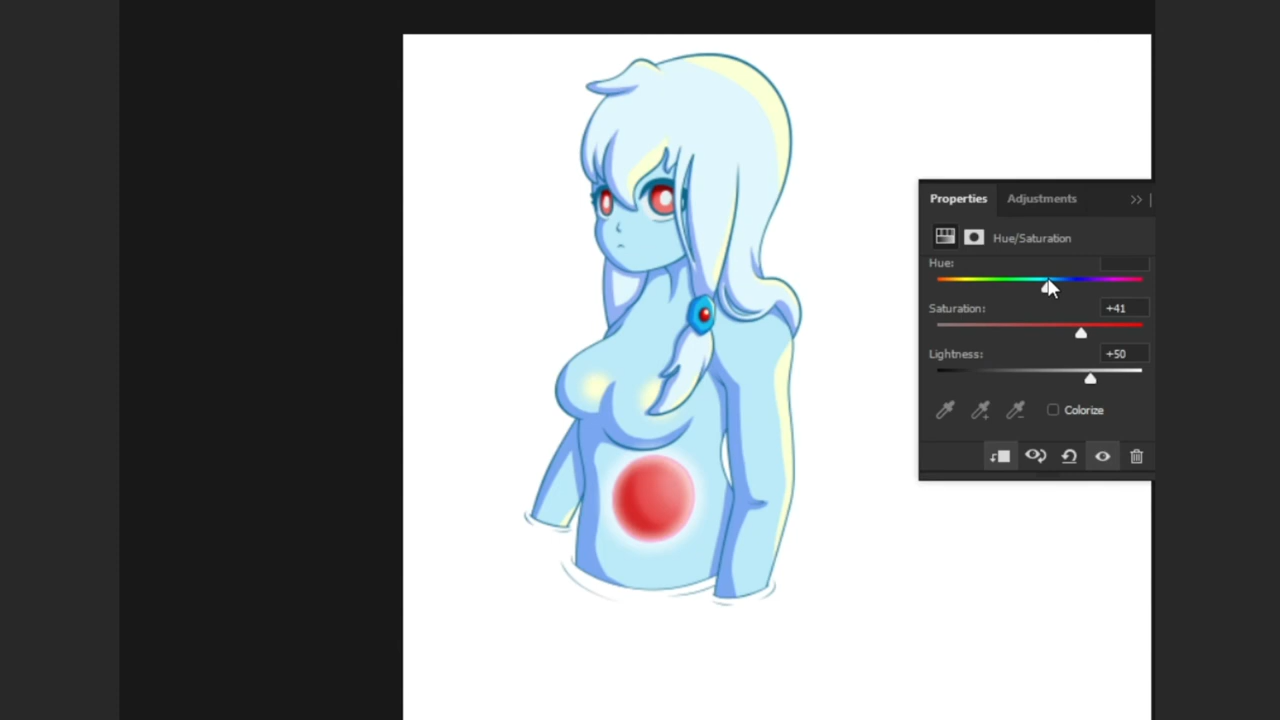 Properties Adjustments
Hue/Saturation
Hue:
Saturation: +41
Lightness: +50
Colorize